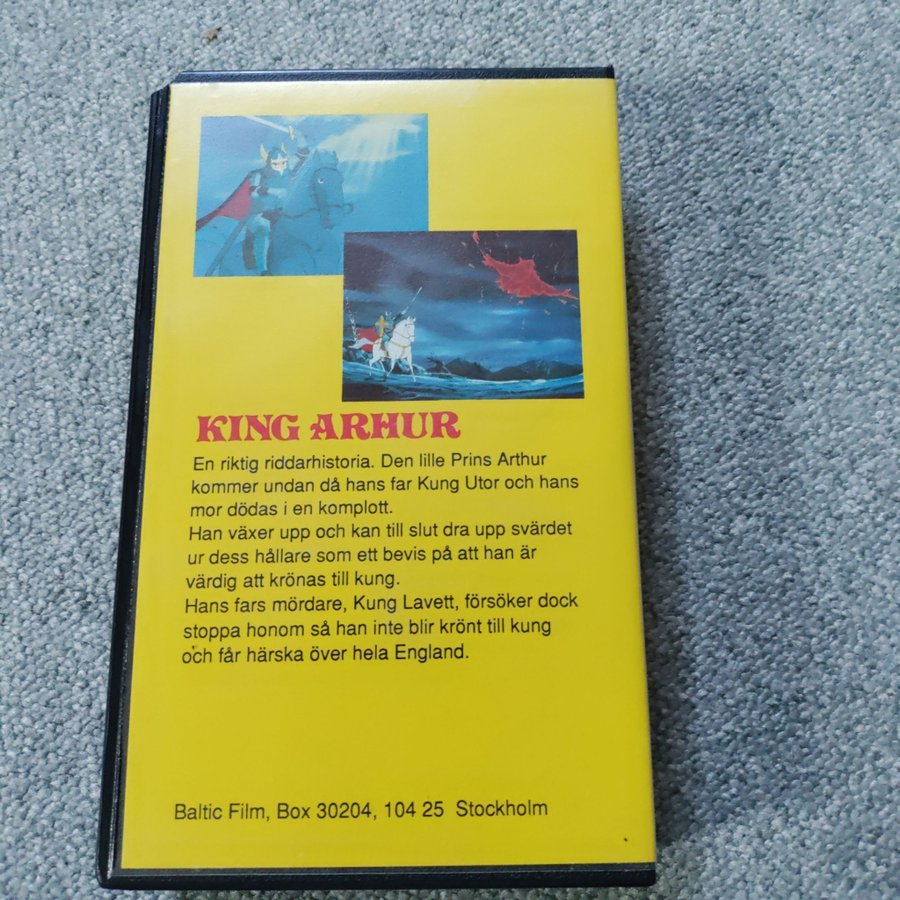 KING ARHUR
En riktig riddarhistoria. Den lille Prins Arthur
kommer undan då hans far Kung Utor och hans
mor dödas i en komplott.
Han växer upp och kan till slut dra upp svärdet
ur dess hållare som ett bevis på att han är
värdig att krönas till kung.
Hans fars mördare, Kung Lavett, försöker dock
stoppa honom så han inte blir krönt till kung
och får härska över hela England.
Baltic Film, Box 30204, 104 25 Stockholm